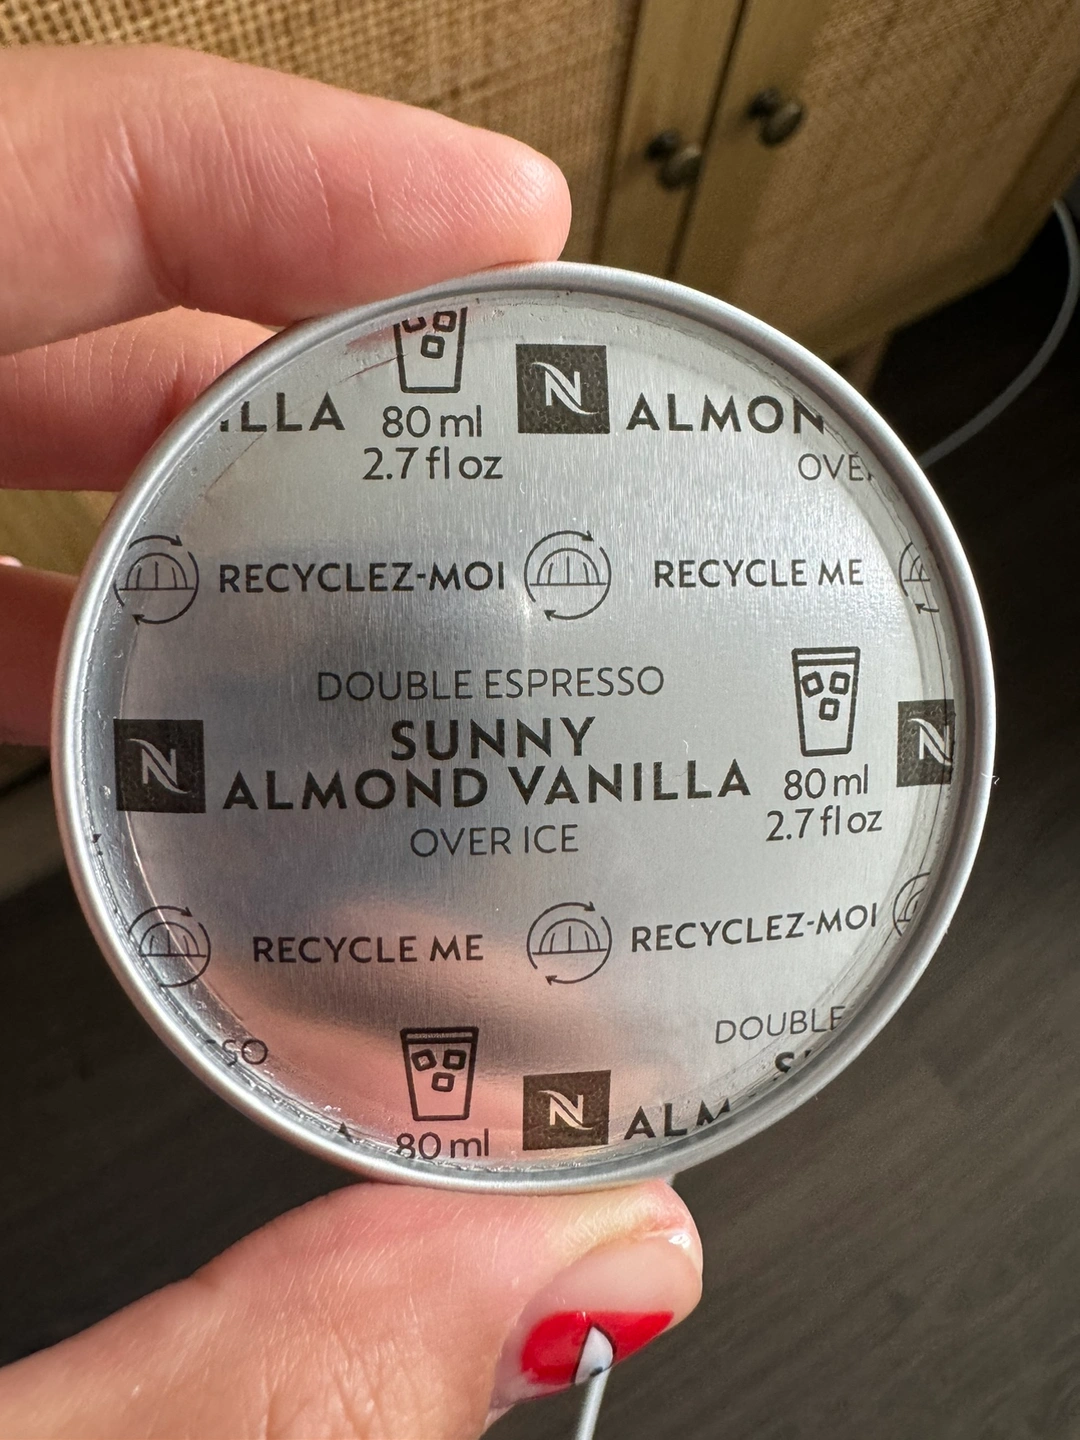 80 ml
2.7 fl oz
RECYCLEZ-MOI RECYCLE ME
DOUBLE ESPRESSO
SUNNY
ALMOND VANILLA
OVER ICE
80 ml
2.7 fl oz
RECYCLE ME RECYCLEZ-MOI
DOUBLE
80 ml